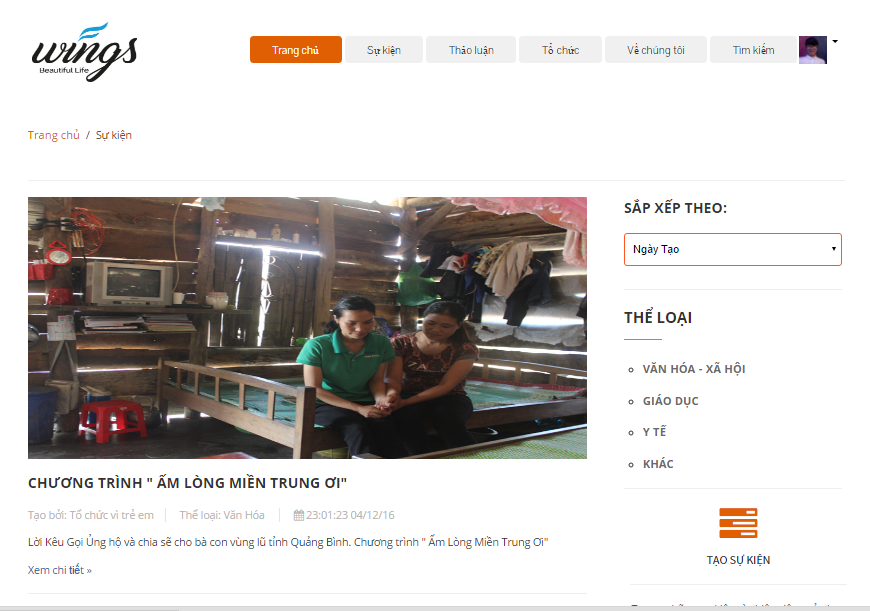 wings
Beautiful Life
Trang chủ Sự kiện Thảo luận Tổ chức Về chúng tôi Tìm kiếm
Trang chủ / Sự kiện
SẮP XẾP THEO:
Ngày Tạo
THỂ LOẠI
VĂN HÓA - XÃ HỘI
GIÁO DỤC
Y TẾ
KHÁC
TẠO SỰ KIỆN
CHƯƠNG TRÌNH " ẤM LÒNG MIỀN TRUNG ƠI"
Tạo bởi: Tổ chức vì trẻ em Thể loại: Văn Hóa 23:01:23 04/12/16
Lời Kêu Gọi Ủng hộ và chia sẽ cho bà con vùng lũ tỉnh Quảng Bình. Chương trình " Ấm Lòng Miền Trung Ơi"
Xem chi tiết »